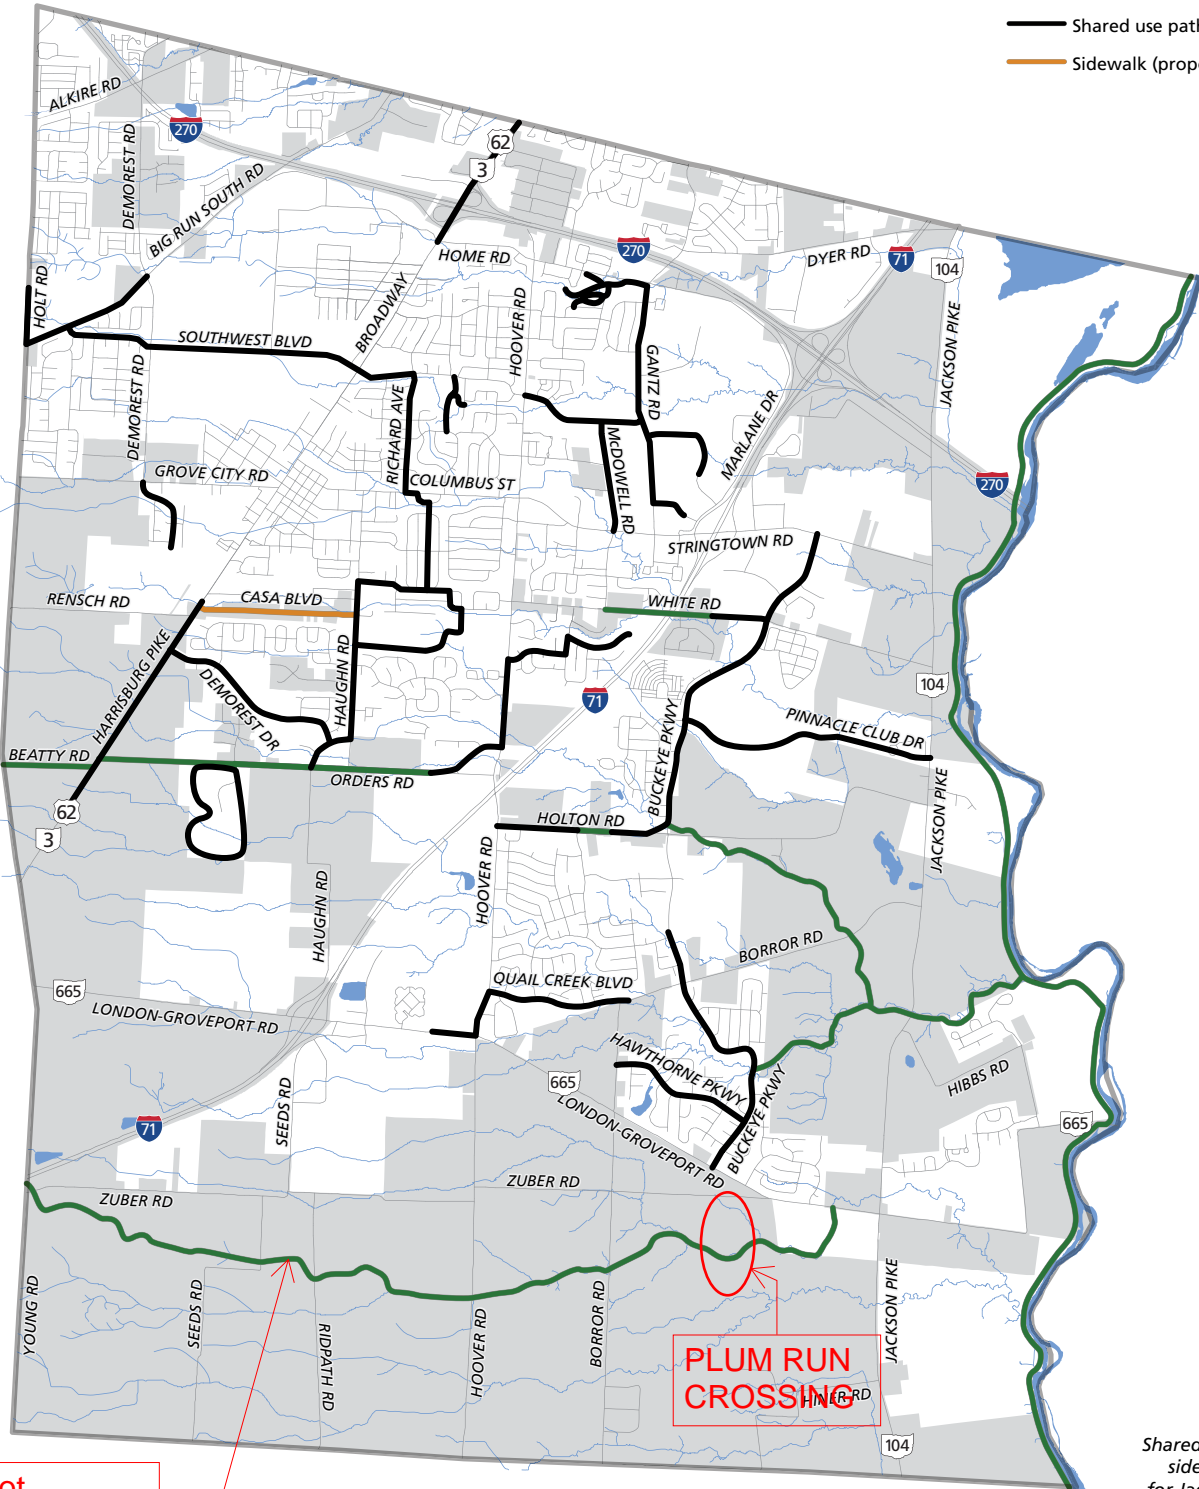 Shared use path
Sidewalk (prop
ALKIRE RD
270
DEMOREST RD
BIG RUN SOUTH RD
62
3
HOME RD
270
DYER RD
71
104
HOLT RD
BROADWAY
HOOVER RD
JACKSON PIKE
SOUTHWEST BLVD
GANTZ RD
DEMOREST RD
RICHARD AVE
MARLANE DR
GROVE CITY RD
COLUMBUS ST
McDOWELL RD
270
STRINGTOWN RD
RENSCH RD
CASA BLVD
WHITE RD
HARRISBURG PIKE
DEMOREST DR
HAUGHN RD
71
104
BUCKEYE PKWY
PINNACLE CLUB DR
BEATTY RD
ORDERS RD
62
3
HOLTON RD
JACKSON PIKE
HAUGHN RD
HOOVER RD
BORROR RD
665
QUAIL CREEK BLVD
LONDON-GROVEPORT RD
HAWTHORNE PKWY
665
HIBBS RD
LONDON-GROVEPORT RD
BUCKEYE PKWY
71
SEEDS RD
665
ZUBER RD
ZUBER RD
YOUNG RD
SEEDS RD
RIDPATH RD
HOOVER RD
BORROR RD
JACKSON PIKE
PLUM RUN
CROSSING
HINER RD
104
Shared
side